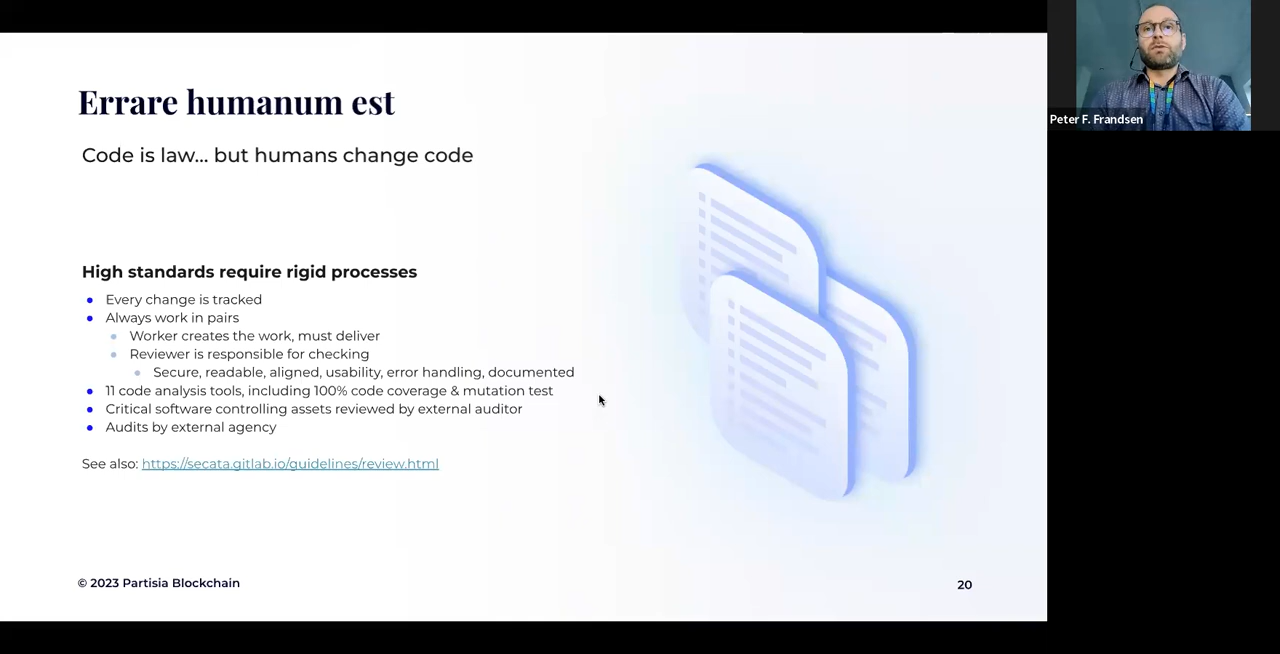 Errare humanum est
Code is law... but humans change code
High standards require rigid processes
Every change is tracked
Always work in pairs
Worker creates the work, must deliver
Reviewer is responsible for checking
Secure, readable, aligned, usability, error handling, documented
11 code analysis tools, including 100% code coverage & mutation test
Critical software controlling assets reviewed by external auditor
Audits by external agency
See also: https://secata.gitlab.io/guidelines/review.html
© 2023 Partisia Blockchain
20
Peter F. Frandsen